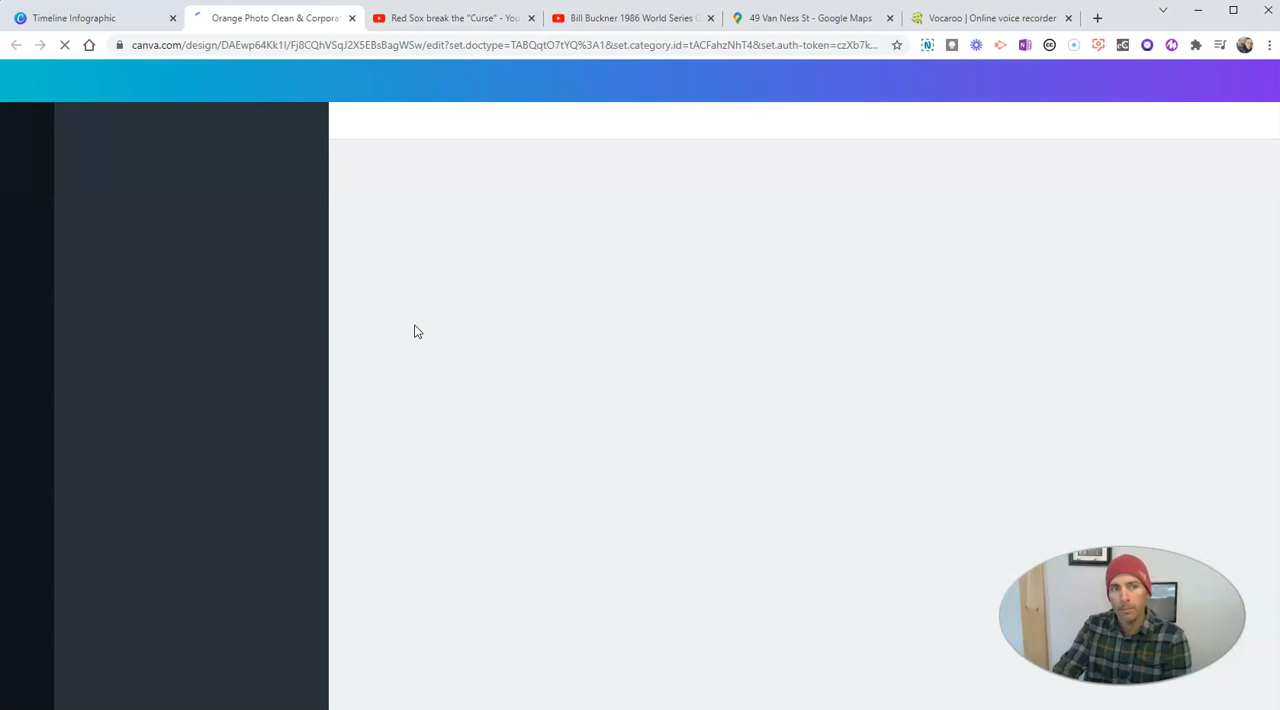 Timeline Infographic
Orange Photo Clean & Corpora
Red Sox break the "Curse" - You
Bill Buckner 1986 World Series G
49 Van Ness St - Google Maps
Vocaroo | Online voice recorder
canva.com/design/DAEwp64Kk1I/Fj8CQhVSqJ2X5EBsBagWSw/edit?set.doctype=TABQqtO7tYQ%3A1&set.category.id=tACFahzNhT4&set.auth-token=czXb7k...